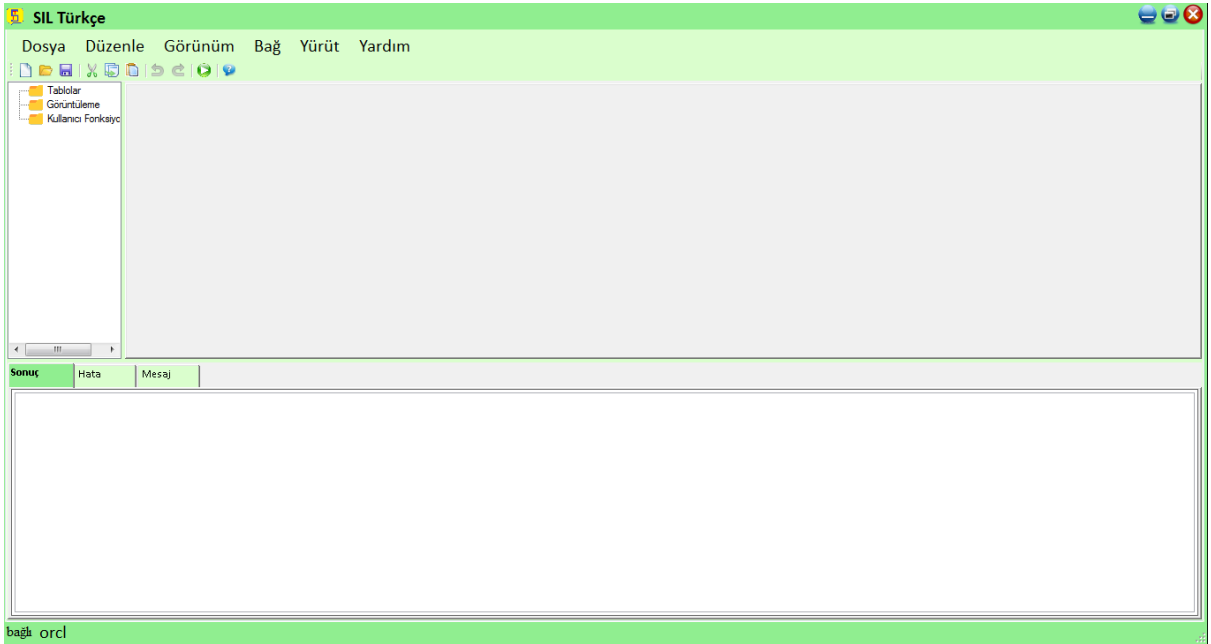 SIL Türkçe
Dosya Düzenle Görünüm Bağ Yürüt Yardım
Tablolar
Görüntüleme
Kullanıcı Fonksiyo
Sonuç Hata Mesaj
bağlı orcl